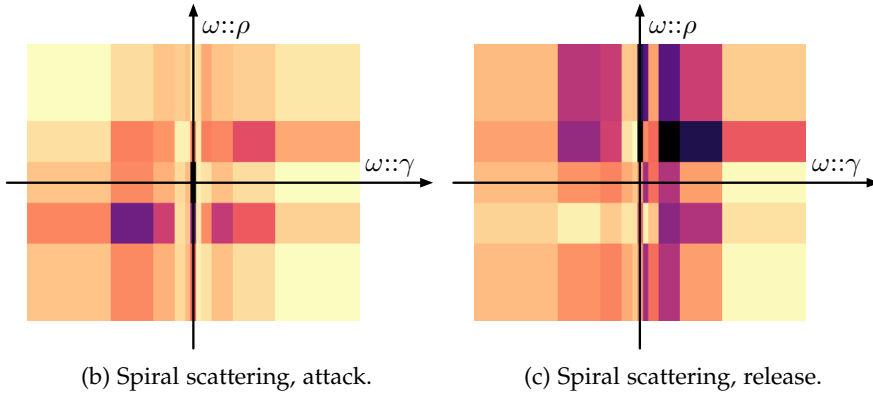 ω::ρ
ω::ρ
ω::γ
ω::γ
(b) Spiral scattering, attack.
(c) Spiral scattering, release.